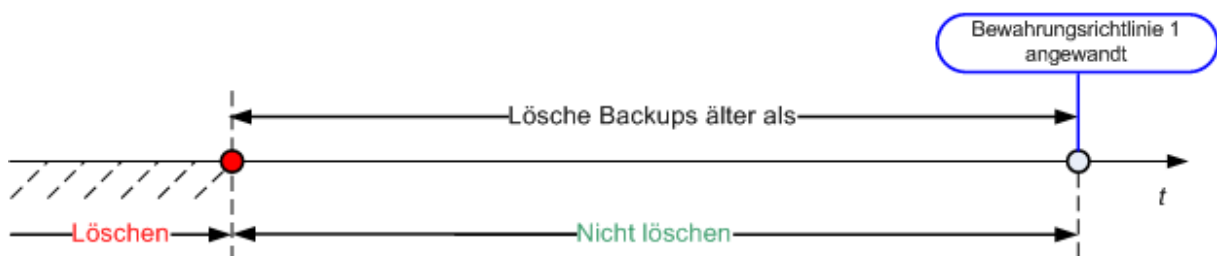 Bewahrungsrichtlinie 1
angewandt
Lösche Backups älter als
t
Löschen
Nicht löschen